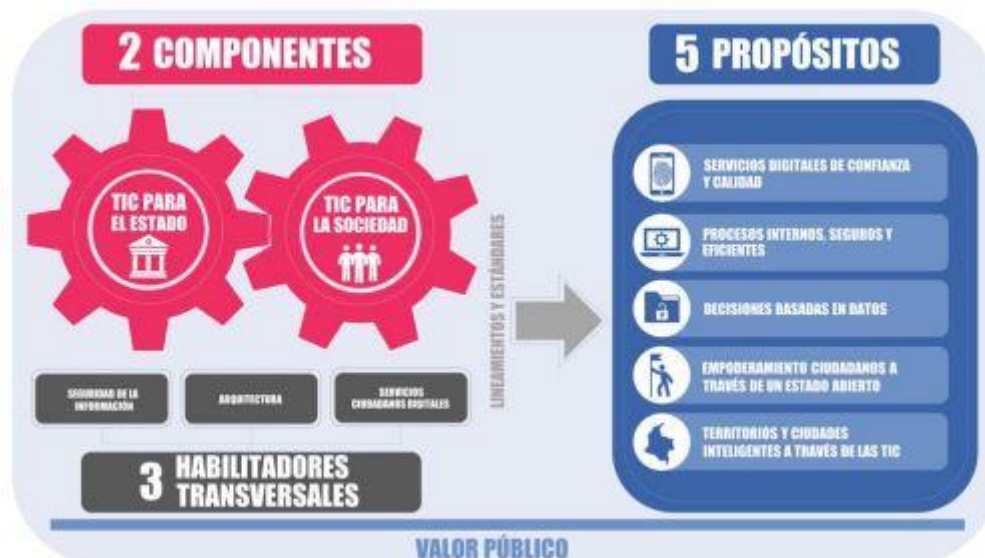 2 COMPONENTES
TIC PARA
EL ESTADO
TIC PARA
LA SOCIEDAD
SEGURIDAD DE LA
INFORMACIÓN
ARQUITECTURA
SERVICIOS
CIUDADANOS DIGITALES
3 HABILITADORES
TRANSVERSALES
LINEAMIENTOS Y ESTÁNDARES
5 PROPÓSITOS
SERVICIOS DIGITALES DE CONFIANZA
Y CALIDAD
PROCESOS INTERNOS, SEGUROS Y
EFICIENTES
DECISIONES BASADAS EN DATOS
EMPODERAMIENTO CIUDADANOS A
TRAVÉS DE UN ESTADO ABIERTO
TERRITORIOS Y CIUDADES
INTELIGENTES A TRAVÉS DE LAS TIC
VALOR PÚBLICO